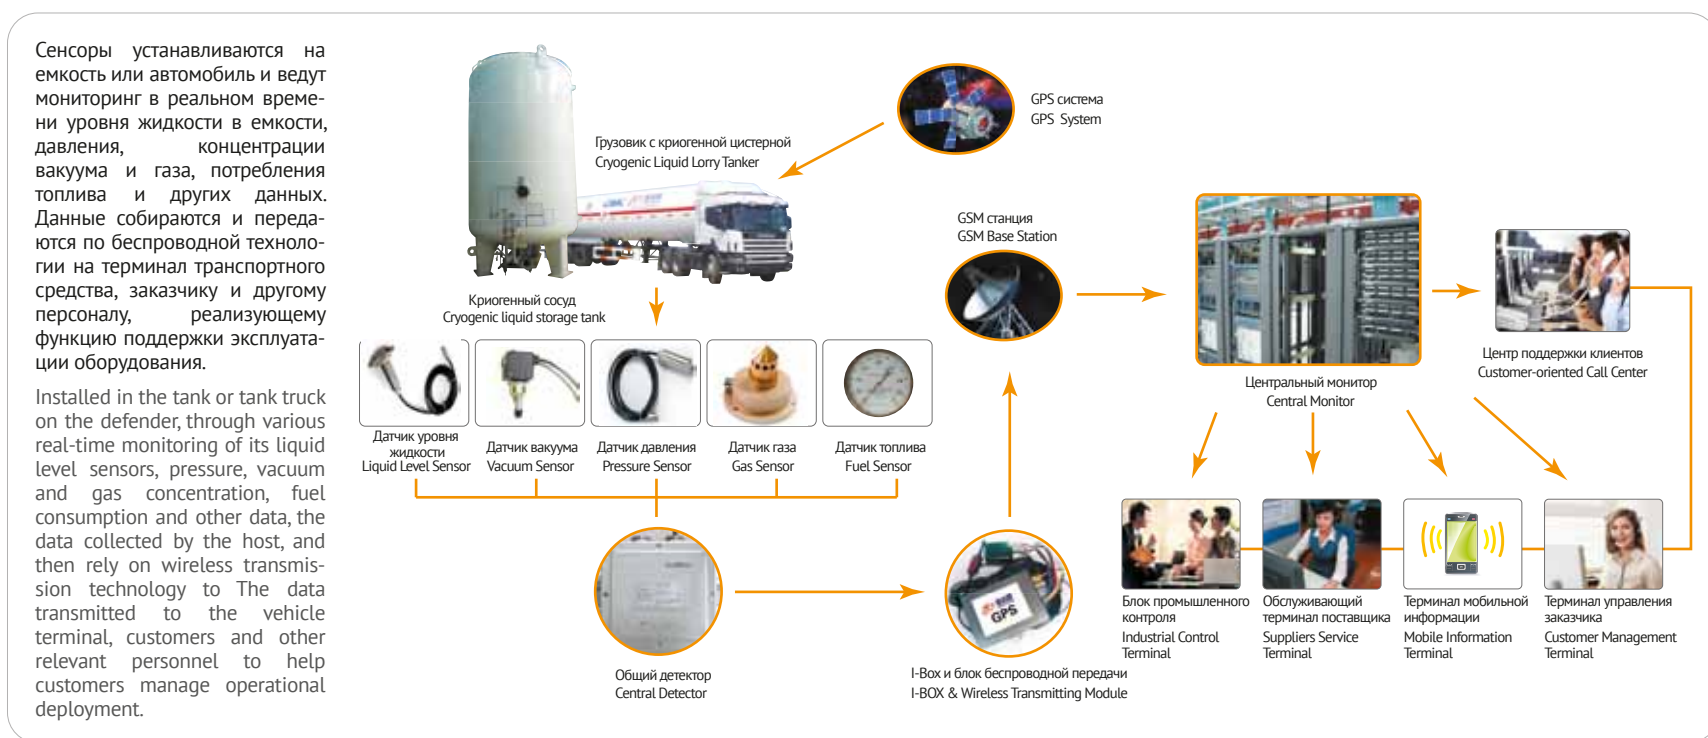 Сенсоры устанавливаются на
емкость или автомобиль и ведут
мониторинг в реальном време-
ни уровня жидкости в емкости,
давления, концентрации
вакуума и газа, потребления
топлива и других данных.
Данные собираются и переда-
ются по беспроводной техноло-
гии на терминал транспортного
средства, заказчику и другому
персоналу, реализующему
функцию поддержки эксплуата-
ции оборудования.
Installed in the tank or tank truck
on the defender, through various
real-time monitoring of its liquid
level sensors, pressure, vacuum
and gas concentration, fuel
consumption and other data, the
data collected by the host, and
then rely on wireless transmis-
sion technology to The data
transmitted to the vehicle
terminal, customers and other
relevant personnel to help
customers manage operational
deployment.
GPS система
GPS System
Грузовик с криогенной цистерной
Cryogenic Liquid Lorry Tanker
GSM станция
GSM Base Station
Криогенный сосуд
Cryogenic liquid storage tank
Центр поддержки клиентов
Customer-oriented Call Center
Центральный монитор
Central Monitor
Датчик уровня
жидкости
Liquid Level Sensor
Датчик вакуума
Vacuum Sensor
Датчик давления
Pressure Sensor
Датчик газа
Gas Sensor
Датчик топлива
Fuel Sensor
GPS
Общий детектор
Central Detector
I-Box и блок беспроводной передачи
I-BOX & Wireless Transmitting Module
Блок промышленного
контроля
Industrial Control
Terminal
Обслуживающий
терминал поставщика
Suppliers Service
Terminal
Терминал мобильной
информации
Mobile Information
Terminal
Терминал управления
заказчика
Customer Management
Terminal